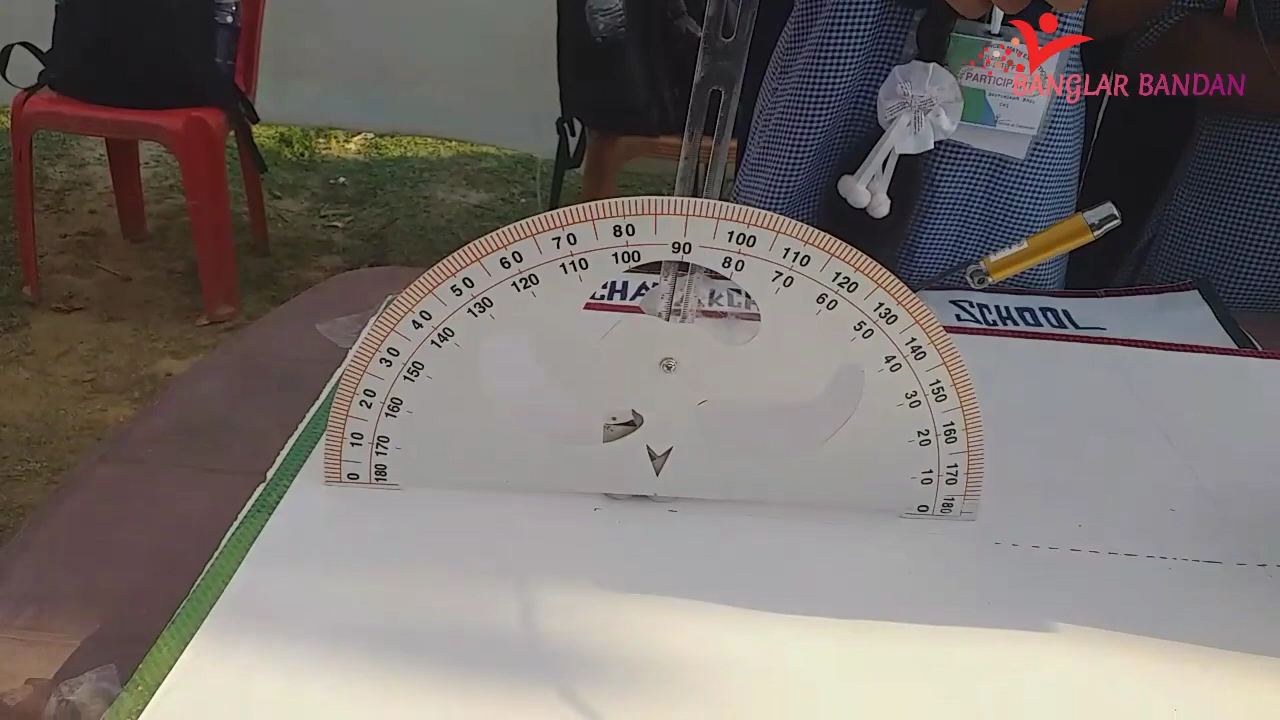 BANGLAR BANDAN
PARTICIPANT
0 10 20 30 40 50 60 70 80 90 100 110 120 130 140 150 160 170 180
180 170 160 150 140 130 120 110 100 80 70 60 50 40 30 20 10 0
SCHOOL